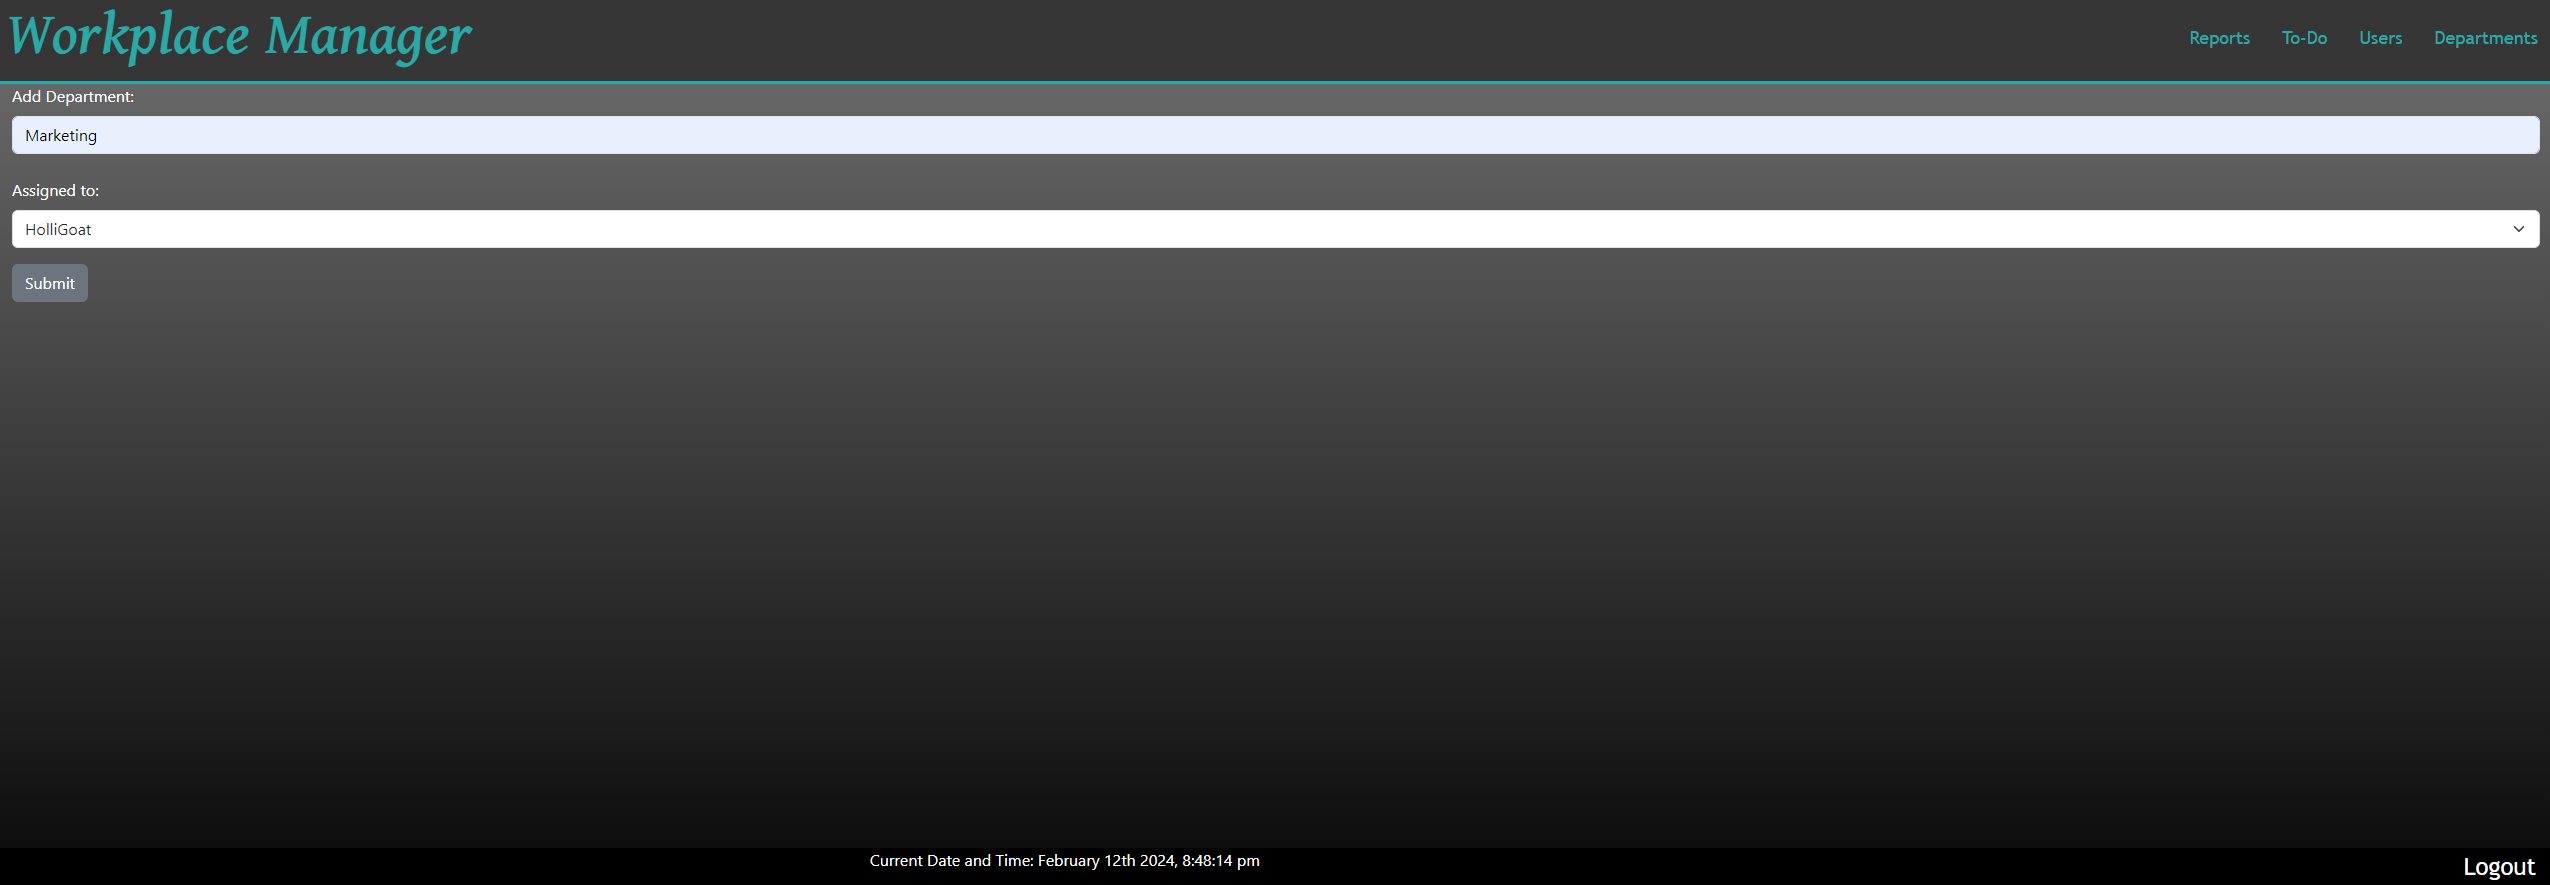 Workplace Manager
Reports To-Do Users Departments
Add Department:
Marketing
Assigned to:
HolliGoat
Submit
Current Date and Time: February 12th 2024, 8:48:14 pm
Logout